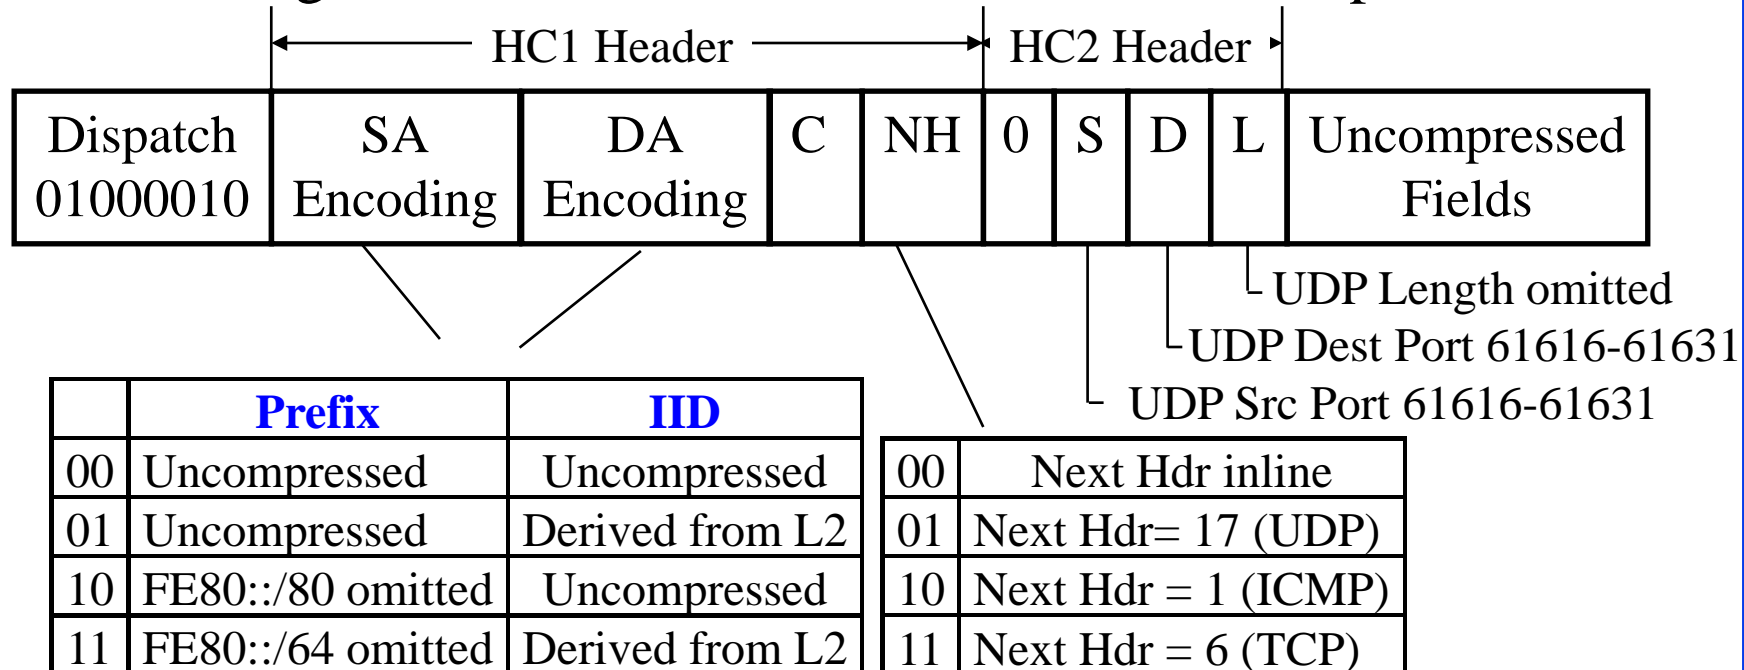 HC1 Header HC2 Header
Dispatch SA DA C NH 0 S D L Uncompressed
01000010 Encoding Encoding Fields
UDP Length omitted
UDP Dest Port 61616-61631
UDP Src Port 61616-61631
Prefix IID
00 Uncompressed Uncompressed
01 Uncompressed Derived from L2
10 FE80::/80 omitted Uncompressed
11 FE80::/64 omitted Derived from L2
00 Next Hdr inline
01 Next Hdr= 17 (UDP)
10 Next Hdr = 1 (ICMP)
11 Next Hdr = 6 (TCP)